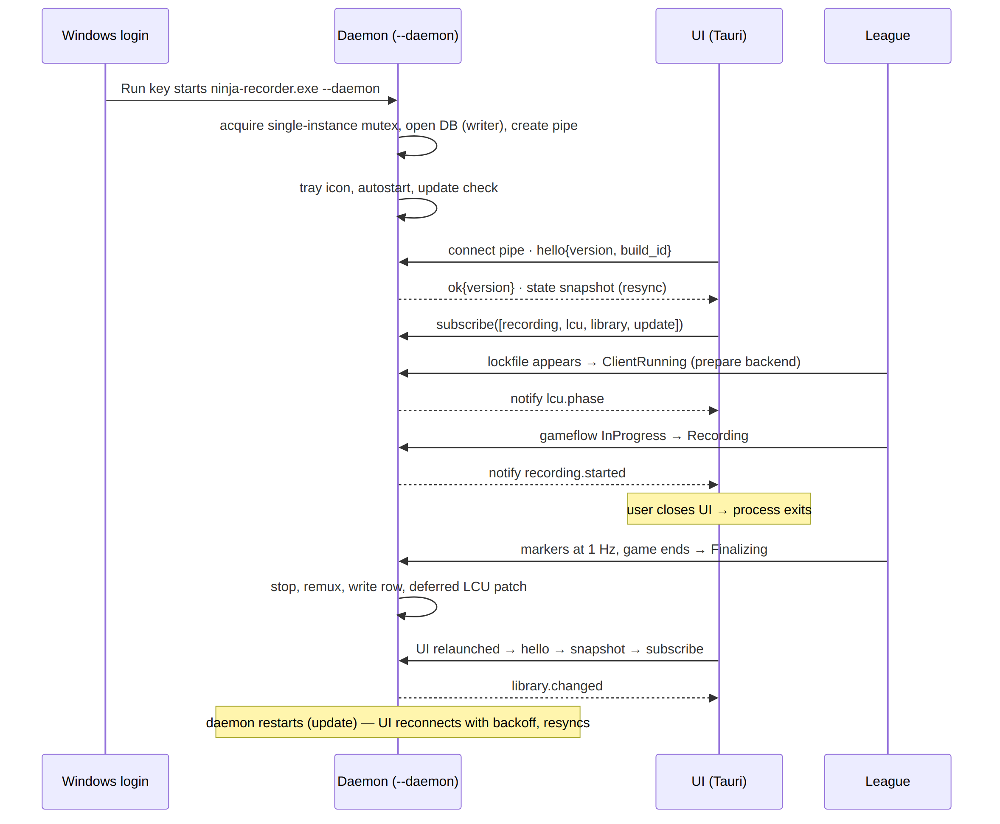 Windows login
Daemon (--daemon)
UI (Tauri)
League
Run key starts ninja-recorder.exe --daemon
acquire single-instance mutex, open DB (writer), create pipe
tray icon, autostart, update check
connect pipe · hello{version, build_id}
ok{version} · state snapshot (resync)
subscribe([recording, lcu, library, update])
lockfile appears → ClientRunning (prepare backend)
notify lcu.phase
gameflow InProgress → Recording
notify recording.started
user closes UI → process exits
markers at 1 Hz, game ends → Finalizing
stop, remux, write row, deferred LCU patch
UI relaunched → hello → snapshot → subscribe
library.changed
daemon restarts (update) — UI reconnects with backoff, resyncs
Windows login
Daemon (--daemon)
UI (Tauri)
League